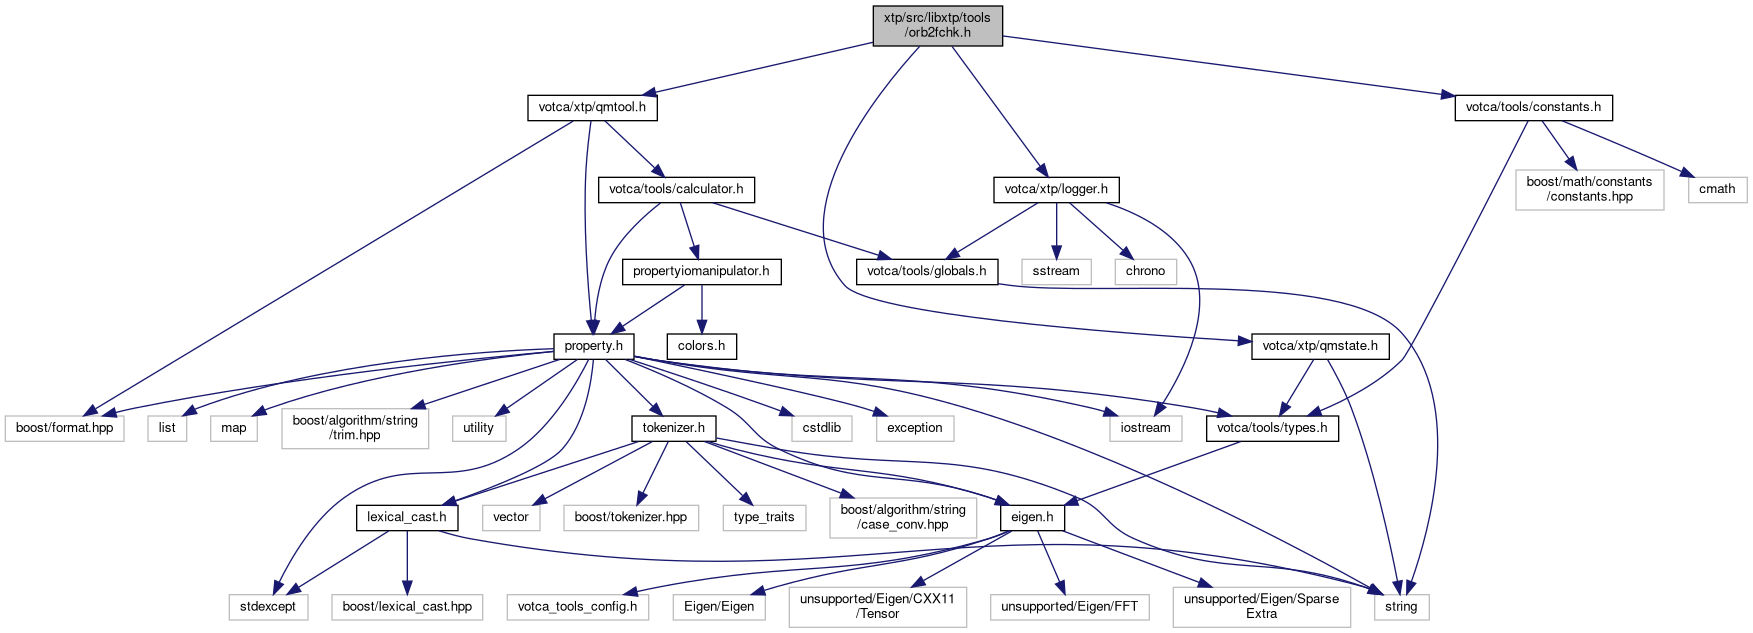 xtp/src/libxtp/tools
/orb2fchk.h
votca/xtp/qmtool.h
votca/tools/constants.h
votca/tools/calculator.h
votca/xtp/logger.h
boost/math/constants
/constants.hpp
cmath
propertyiomanipulator.h
votca/tools/globals.h
sstream
chrono
property.h
colors.h
votca/xtp/qmstate.h
boost/format.hpp
list
map
boost/algorithm/string
/trim.hpp
utility
tokenizer.h
cstdlib
exception
iostream
votca/tools/types.h
lexical_cast.h
vector
boost/tokenizer.hpp
type_traits
boost/algorithm/string
/case_conv.hpp
eigen.h
stdexcept
boost/lexical_cast.hpp
votca_tools_config.h
Eigen/Eigen
unsupported/Eigen/CXX11
/Tensor
unsupported/Eigen/FFT
unsupported/Eigen/Sparse
Extra
string